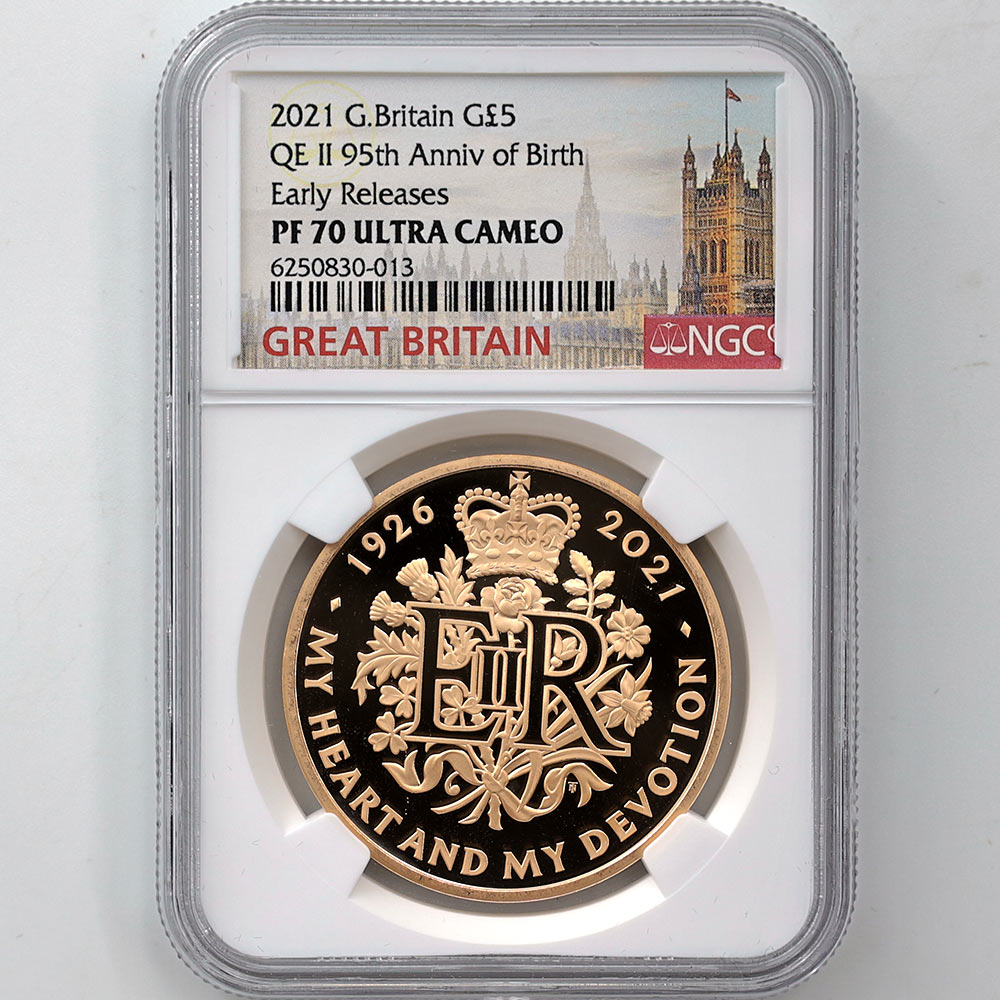 2021 G.Britain G£5
QE II 95th Anniv of Birth
Early Releases
PF 70 ULTRA CAMEO
6250830-013
GREAT BRITAIN
NGC
1926 2021
EIIR
· MY HEART AND MY DEVOTION ·